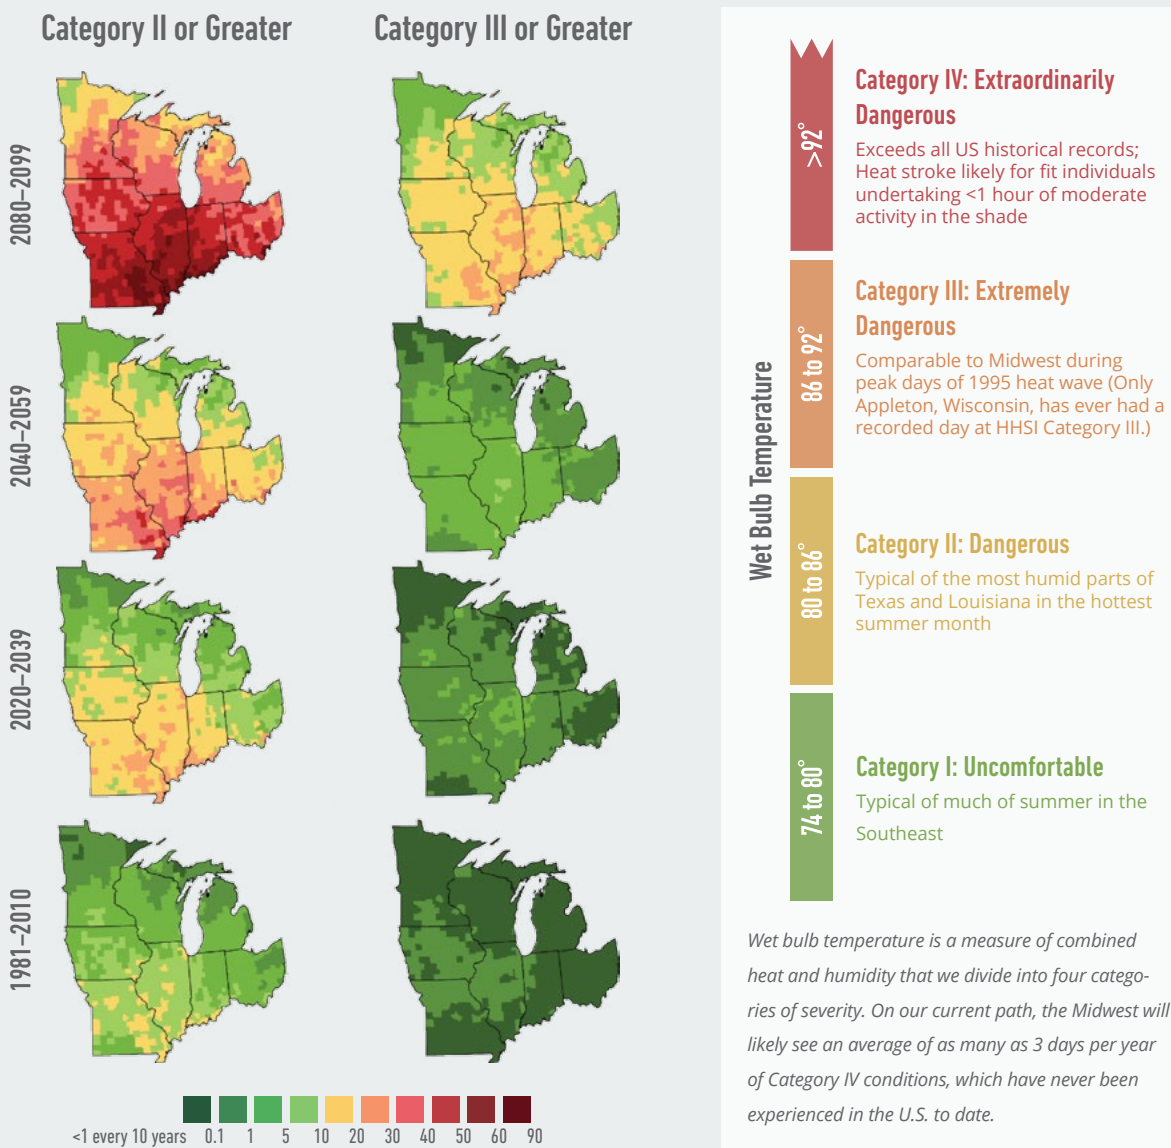 Category II or Greater
Category III or Greater
2080–2099
2040–2059
2020–2039
1981–2010
<1 every 10 years 0.1 1 5 10 20 30 40 50 60 90
Wet Bulb Temperature
>92°
Category IV: Extraordinarily
Dangerous
Exceeds all US historical records;
Heat stroke likely for fit individuals
undertaking <1 hour of moderate
activity in the shade
86 to 92°
Category III: Extremely
Dangerous
Comparable to Midwest during
peak days of 1995 heat wave (Only
Appleton, Wisconsin, has ever had a
recorded day at HHSI Category III.)
80 to 86°
Category II: Dangerous
Typical of the most humid parts of
Texas and Louisiana in the hottest
summer month
74 to 80°
Category I: Uncomfortable
Typical of much of summer in the
Southeast
Wet bulb temperature is a measure of combined
heat and humidity that we divide into four catego-
ries of severity. On our current path, the Midwest will
likely see an average of as many as 3 days per year
of Category IV conditions, which have never been
experienced in the U.S. to date.